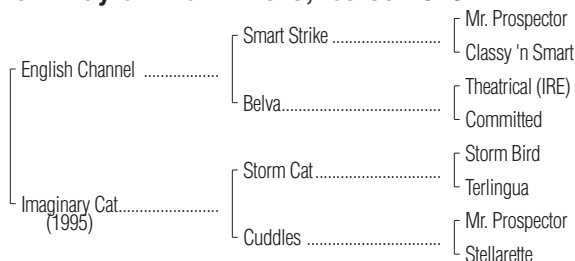 Mr. Prospector
Smart Strike ..................
Classy 'n Smart
English Channel ..................
Theatrical (IRE)
Belva..................
Committed
Storm Bird
Storm Cat..................
Terlingua
Imaginary Cat..................
(1995)
Mr. Prospector
Cuddles ..................
Stellarette